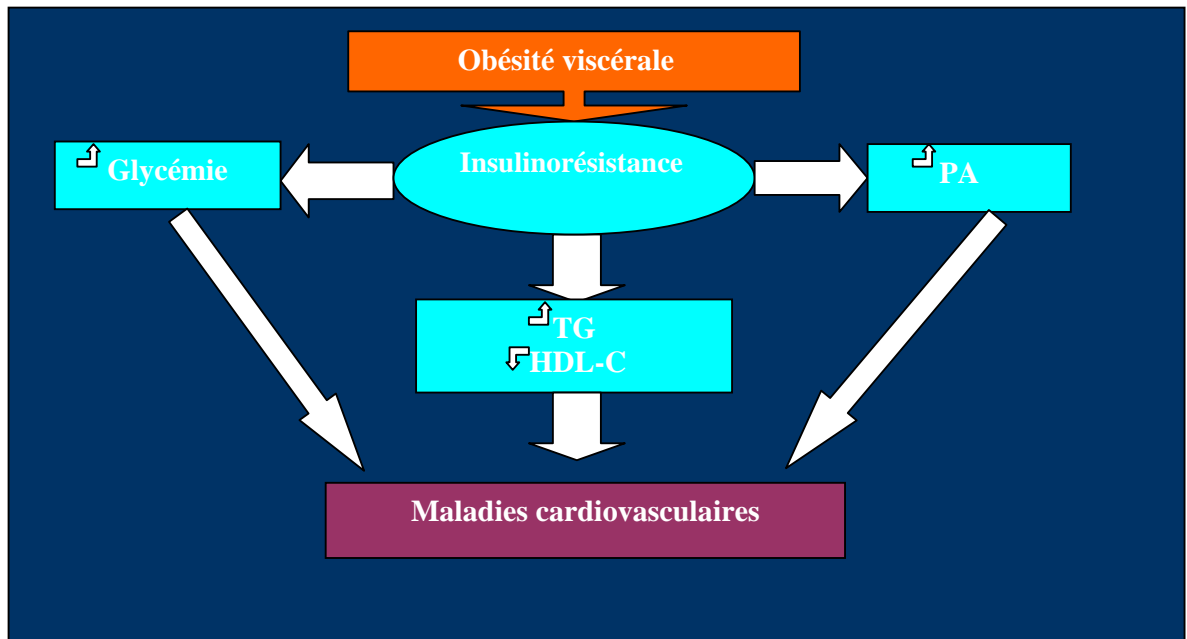 Obésité viscérale
Insulinorésistance
Glycémie
PA
TG
HDL-C
Maladies cardiovasculaires